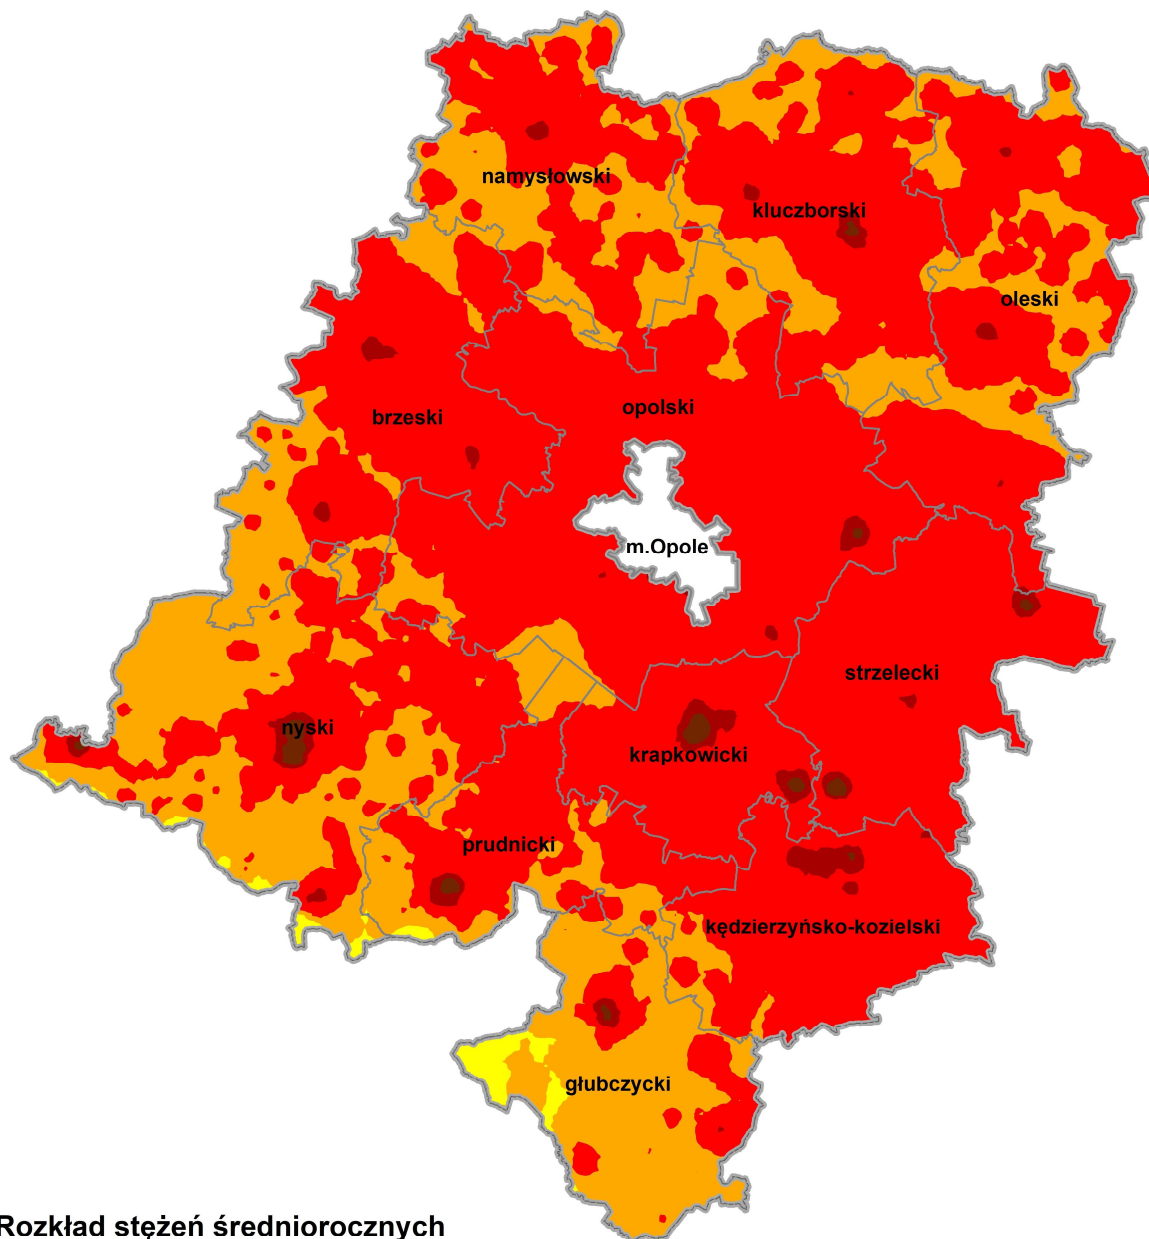 namysłowski
kluczborski
oleski
brzeski
opolski
m.Opole
strzelecki
nyski
krapkowicki
prudnicki
kędzierzyńsko-kozielski
głubczycki
Rozkład stężeń średniorocznych